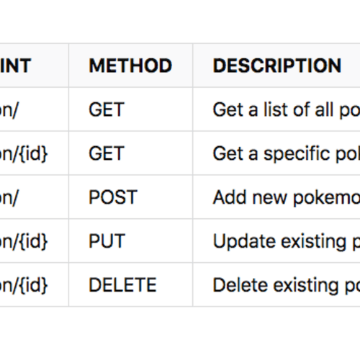 INT METHOD DESCRIPTION
on/ GET Get a list of all po
on/{id} GET Get a specific pok
on/ POST Add new pokemo
on/{id} PUT Update existing p
on/{id} DELETE Delete existing po